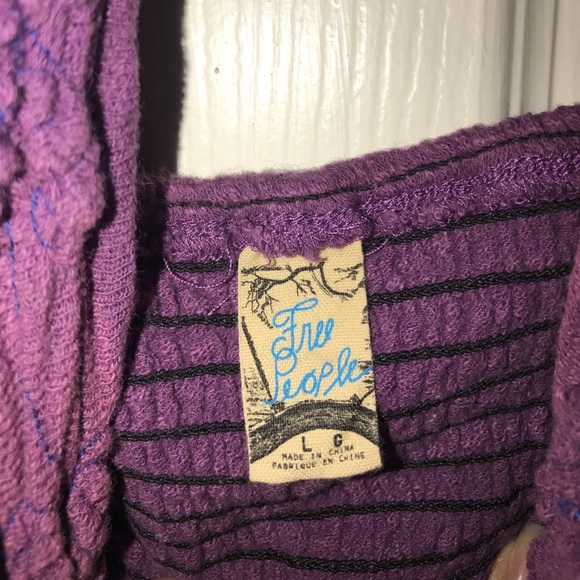 Free
People
L G
MADE IN CHINA
FABRIQUE EN CHINE